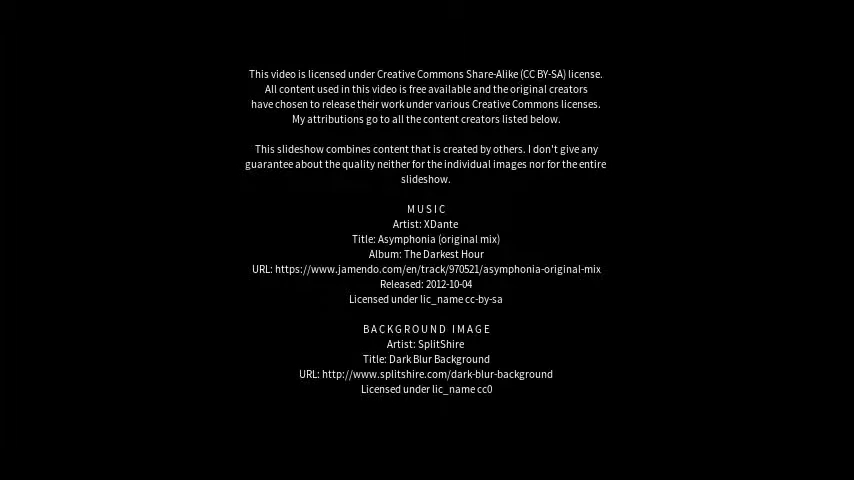 This video is licensed under Creative Commons Share-Alike (CC BY-SA) license.
All content used in this video is free available and the original creators
have chosen to release their work under various Creative Commons licenses.
My attributions go to all the content creators listed below.
This slideshow combines content that is created by others. I don't give any
guarantee about the quality neither for the individual images nor for the entire
slideshow.
MUSIC
Artist: XDante
Title: Asymphonia (original mix)
Album: The Darkest Hour
URL: https://www.jamendo.com/en/track/970521/asymphonia-original-mix
Released: 2012-10-04
Licensed under lic_name cc-by-sa
BACKGROUND IMAGE
Artist: SplitShire
Title: Dark Blur Background
URL: http://www.splitshire.com/dark-blur-background
Licensed under lic_name cc0